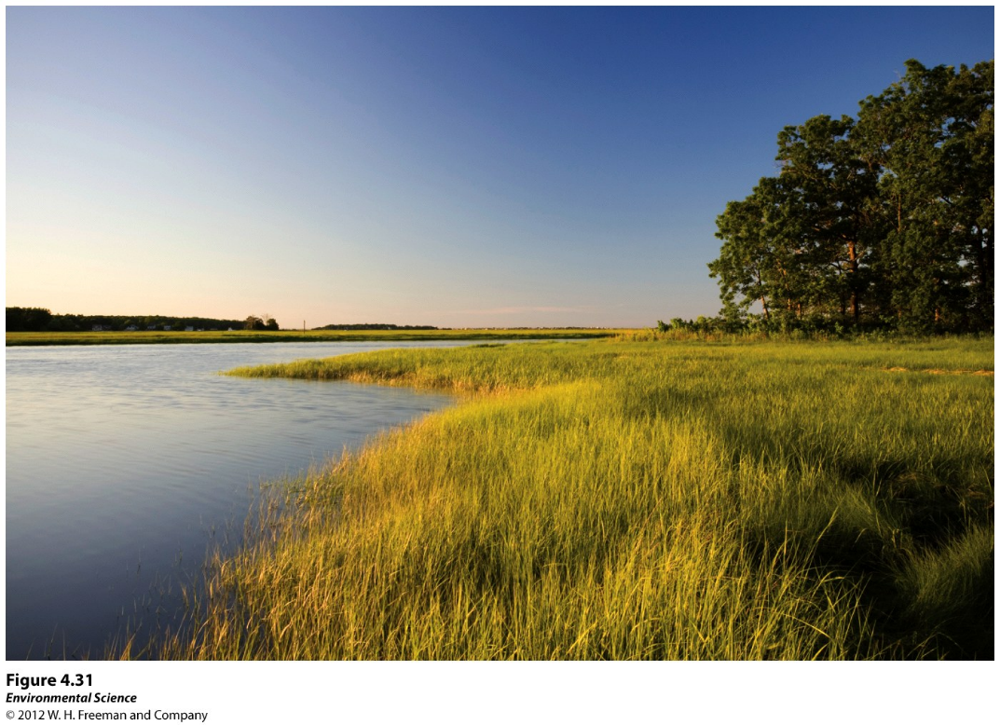 Figure 4.31
Environmental Science
© 2012 W. H. Freeman and Company